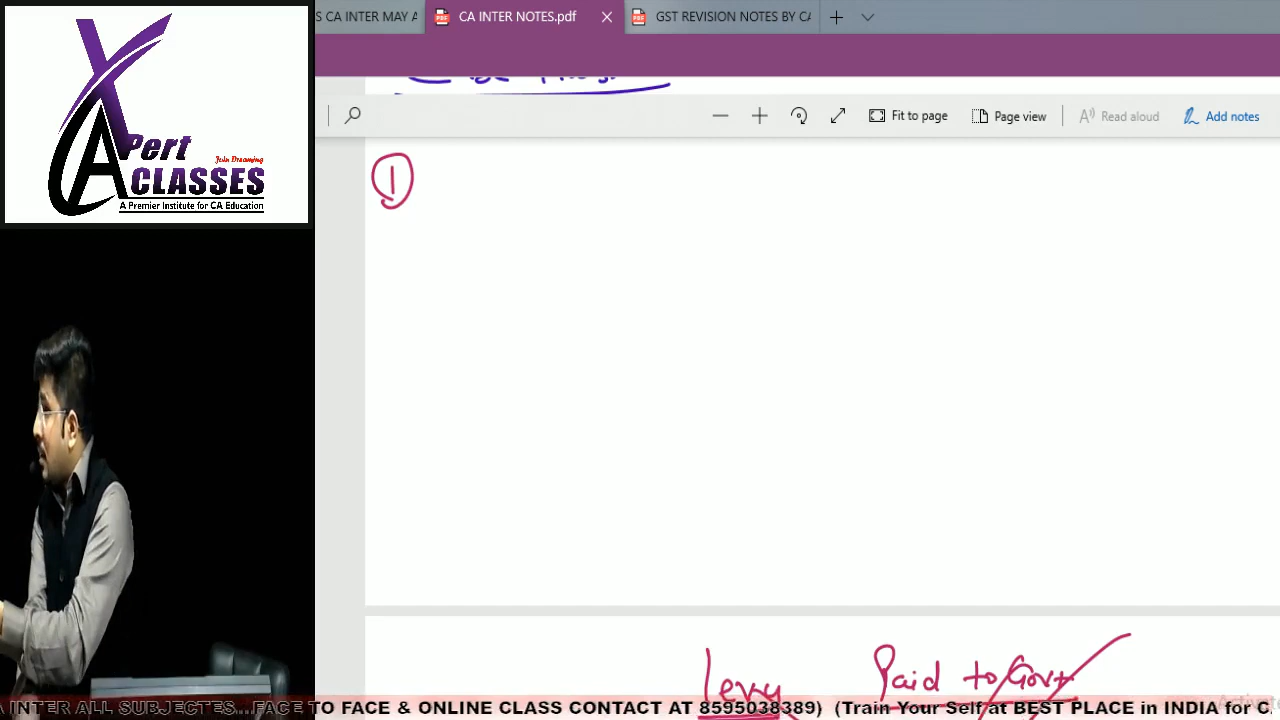 S CA INTER MAY A
CA INTER NOTES.pdf
GST REVISION NOTES BY CA
Fit to page
Page view
Read aloud
Add notes
XPert
Join Dreaming
CA CLASSES
A Premier Institute for CA Education
①
Levy Paid to Govt
A INTER ALL SUBJECTES...FACE TO FACE & ONLINE CLASS CONTACT AT 8595038389) (Train Your Self at BEST PLACE in INDIA for C.